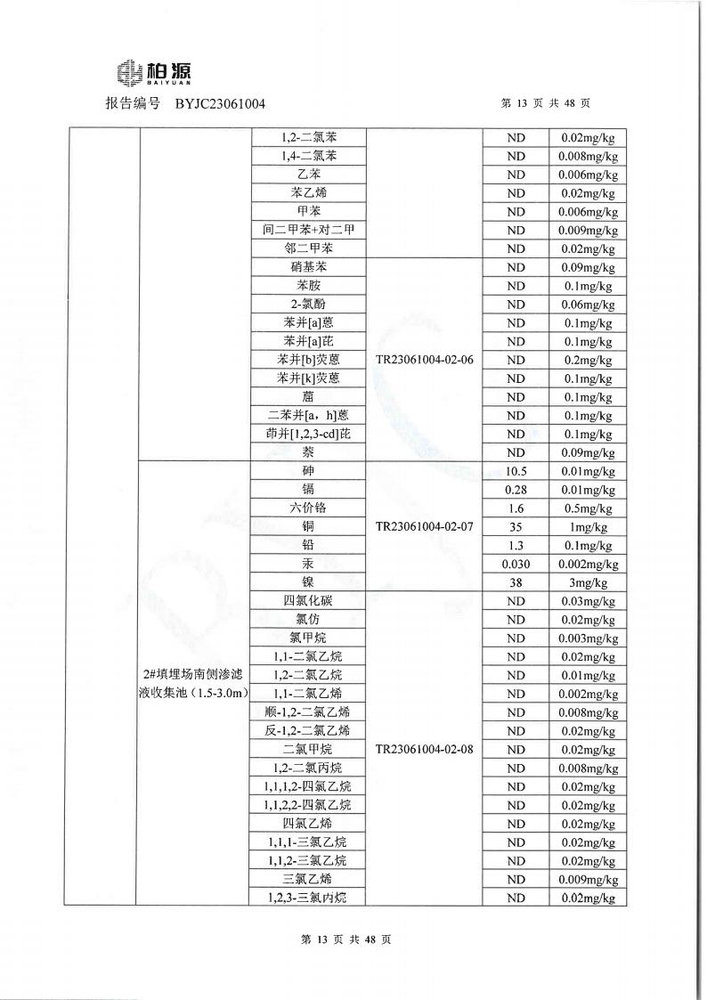 柏源
BAIYUAN
报告编号 BYJC23061004 第 13 页 共 48 页
1,2-二氯苯 ND 0.02mg/kg
1,4-二氯苯 ND 0.008mg/kg
乙苯 ND 0.006mg/kg
苯乙烯 ND 0.02mg/kg
甲苯 ND 0.006mg/kg
间二甲苯+对二甲 ND 0.009mg/kg
邻二甲苯 ND 0.02mg/kg
硝基苯 ND 0.09mg/kg
苯胺 ND 0.1mg/kg
2-氯酚 ND 0.06mg/kg
苯并[a]蒽 ND 0.1mg/kg
苯并[a]芘 ND 0.1mg/kg
苯并[b]荧蒽 TR23061004-02-06 ND 0.2mg/kg
苯并[k]荧蒽 ND 0.1mg/kg
䓛 ND 0.1mg/kg
二苯并[a，h]蒽 ND 0.1mg/kg
茚并[1,2,3-cd]芘 ND 0.1mg/kg
萘 ND 0.09mg/kg
砷 10.5 0.01mg/kg
镉 0.28 0.01mg/kg
六价铬 1.6 0.5mg/kg
铜 TR23061004-02-07 35 1mg/kg
铅 1.3 0.1mg/kg
汞 0.030 0.002mg/kg
镍 38 3mg/kg
四氯化碳 ND 0.03mg/kg
氯仿 ND 0.02mg/kg
氯甲烷 ND 0.003mg/kg
1,1-二氯乙烷 ND 0.02mg/kg
2#填埋场南侧渗滤 1,2-二氯乙烷 ND 0.01mg/kg
液收集池（1.5-3.0m） 1,1-二氯乙烯 ND 0.002mg/kg
顺-1,2-二氯乙烯 ND 0.008mg/kg
反-1,2-二氯乙烯 ND 0.02mg/kg
二氯甲烷 TR23061004-02-08 ND 0.02mg/kg
1,2-二氯丙烷 ND 0.008mg/kg
1,1,1,2-四氯乙烷 ND 0.02mg/kg
1,1,2,2-四氯乙烷 ND 0.02mg/kg
四氯乙烯 ND 0.02mg/kg
1,1,1-三氯乙烷 ND 0.02mg/kg
1,1,2-三氯乙烷 ND 0.02mg/kg
三氯乙烯 ND 0.009mg/kg
1,2,3-三氯丙烷 ND 0.02mg/kg
第 13 页 共 48 页